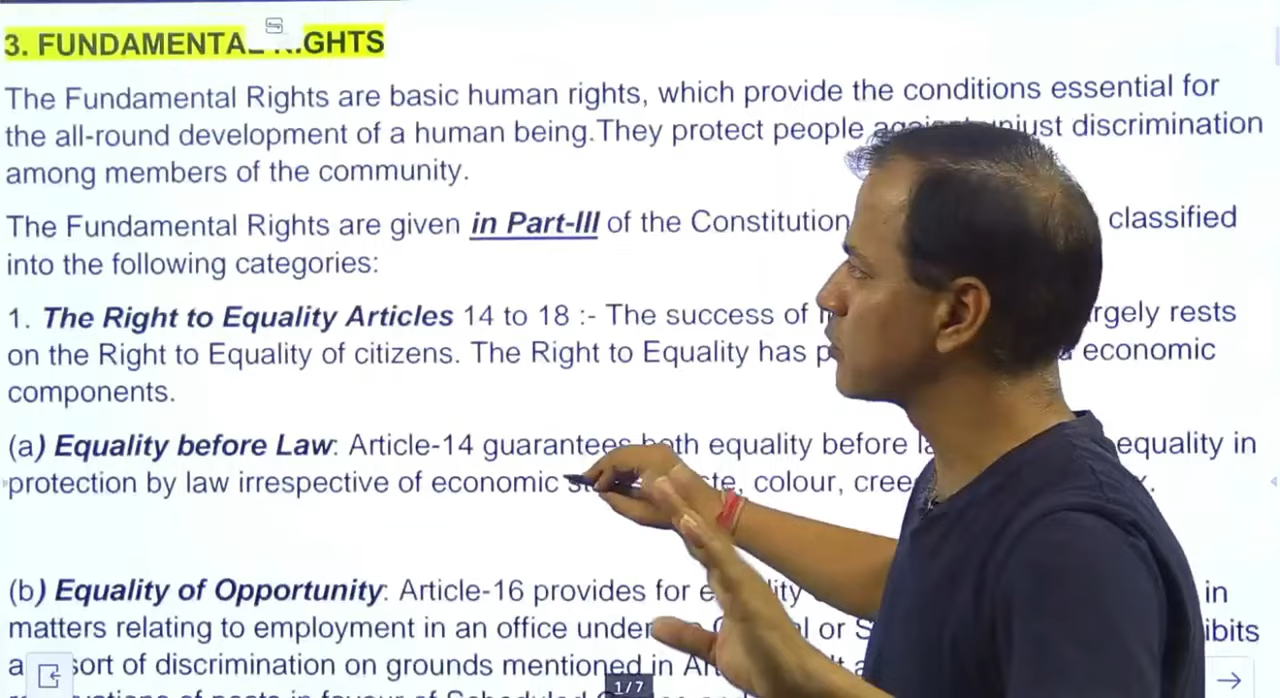 3. FUNDAMENTAL RIGHTS
The Fundamental Rights are basic human rights, which provide the conditions essential for
the all-round development of a human being.They protect people against unjust discrimination
among members of the community.
The Fundamental Rights are given in Part-III of the Constitution classified
into the following categories:
1. The Right to Equality Articles 14 to 18 :- The success of rgely rests
on the Right to Equality of citizens. The Right to Equality has economic
components.
(a) Equality before Law: Article-14 guarantees both equality before equality in
protection by law irrespective of economic colour,
(b) Equality of Opportunity: Article-16 provides for in
matters relating to employment in an office under or
sort of discrimination on grounds mentioned in
1/7